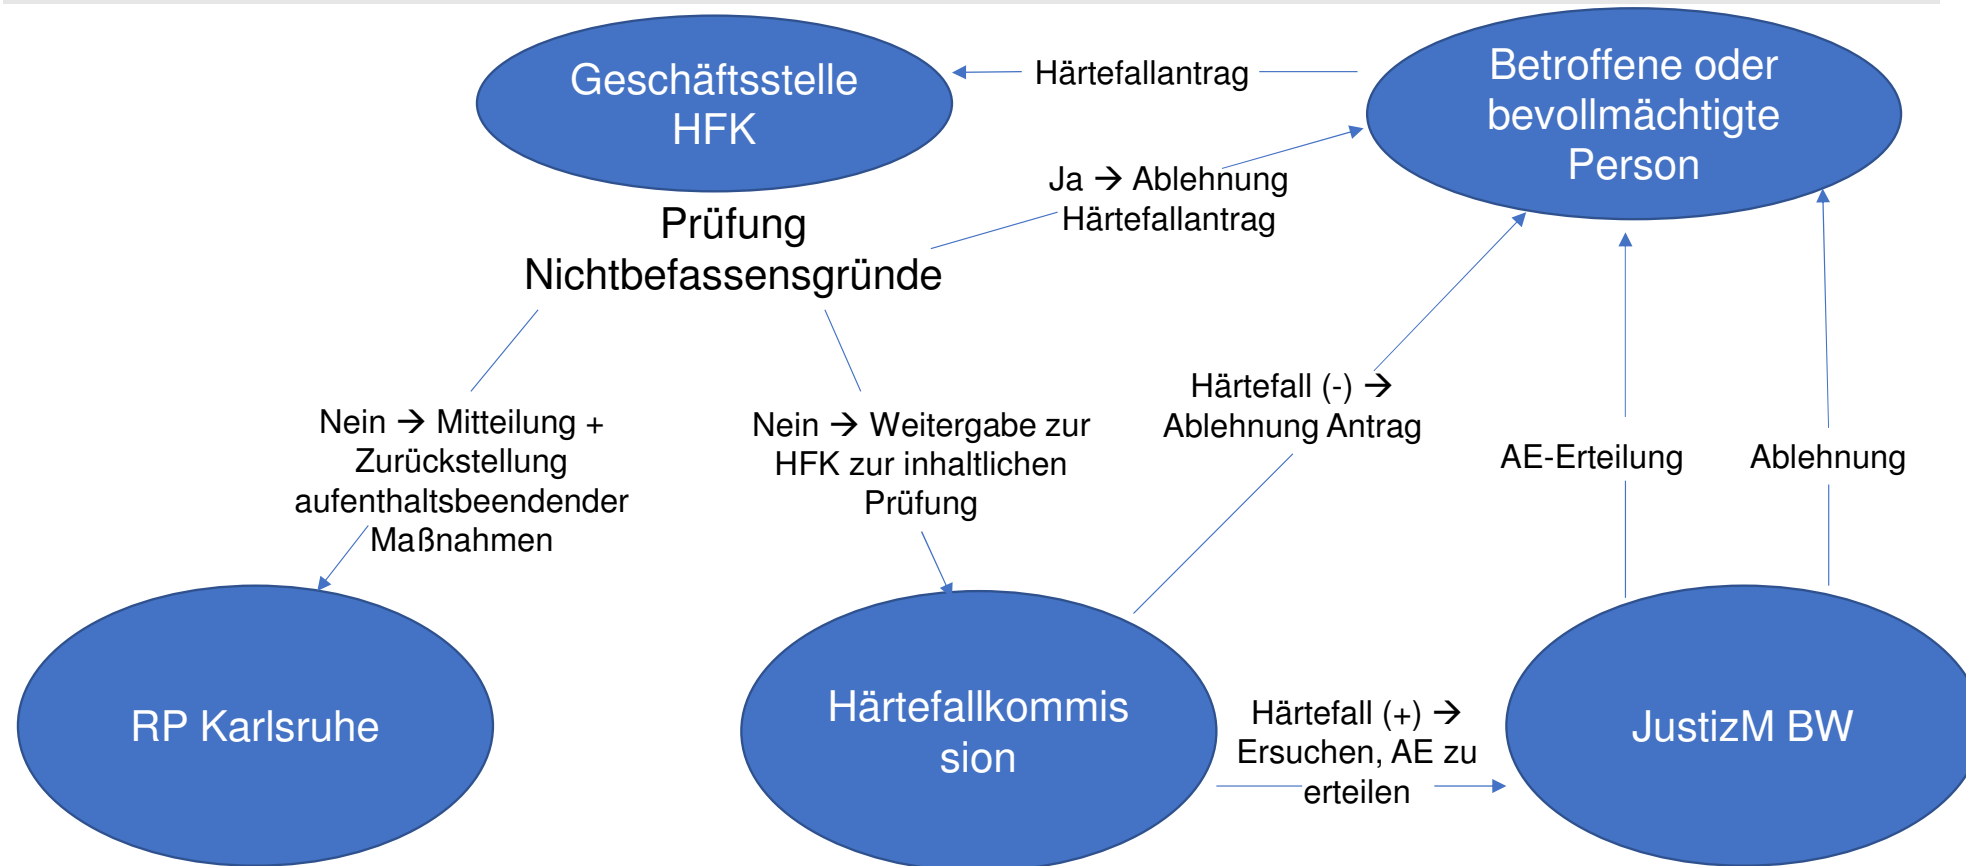 Geschäftsstelle
HFK
Härtefallantrag
Betroffene oder
bevollmächtigte
Person
Ja → Ablehnung
Härtefallantrag
Prüfung
Nichtbefassensgründe
Nein → Mitteilung +
Zurückstellung
aufenthaltsbeendender
Maßnahmen
Nein → Weitergabe zur
HFK zur inhaltlichen
Prüfung
Härtefall (-) →
Ablehnung Antrag
AE-Erteilung
Ablehnung
RP Karlsruhe
Härtefallkommis
sion
Härtefall (+) →
Ersuchen, AE zu
erteilen
JustizM BW